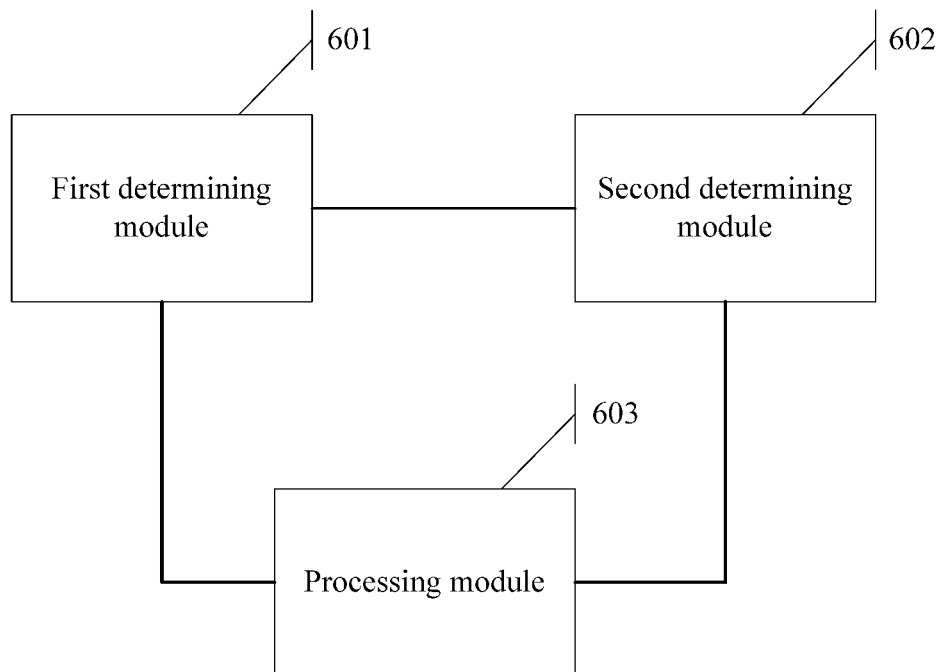 601
602
First determining
module
Second determining
module
603
Processing module